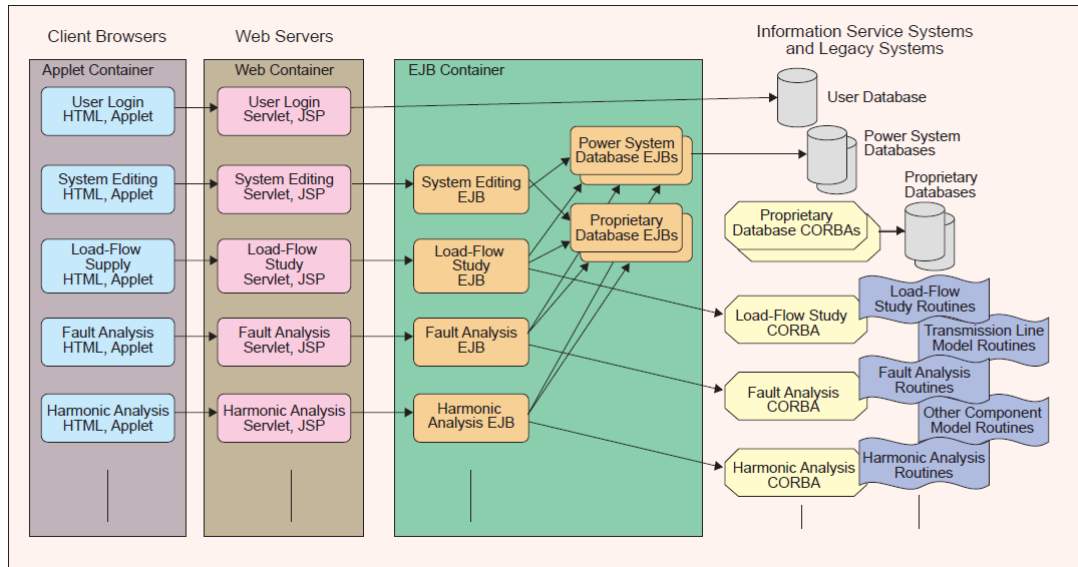 Client Browsers
Web Servers
Information Service Systems
and Legacy Systems
Applet Container
Web Container
EJB Container
User Login
HTML, Applet
User Login
Servlet, JSP
User Database
Power System
Database EJBs
Power System
Databases
System Editing
HTML, Applet
System Editing
Servlet, JSP
System Editing
EJB
Proprietary
Databases
Proprietary
Database EJBs
Proprietary
Database CORBAs
Load-Flow
Supply
HTML, Applet
Load-Flow
Study
Servlet, JSP
Load-Flow
Study
EJB
Load-Flow
Study Routines
Load-Flow Study
CORBA
Transmission Line
Model Routines
Fault Analysis
HTML, Applet
Fault Analysis
Servlet, JSP
Fault Analysis
EJB
Fault Analysis
Routines
Fault Analysis
CORBA
Other Component
Model Routines
Harmonic Analysis
HTML, Applet
Harmonic Analysis
Servlet, JSP
Harmonic
Analysis EJB
Harmonic Analysis
Routines
Harmonic Analysis
CORBA